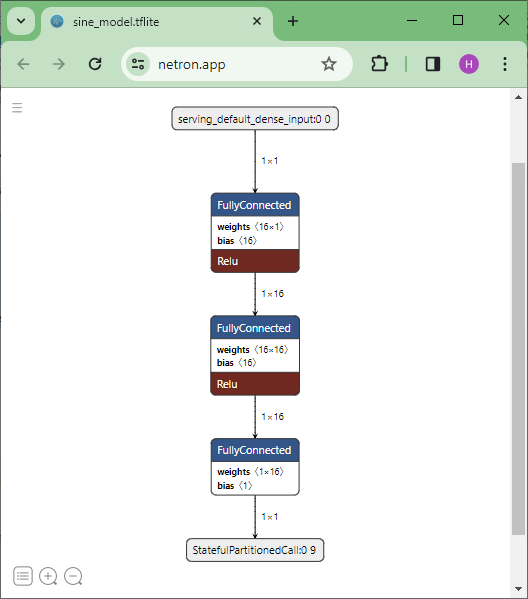 sine_model.tflite
netron.app
H
serving_default_dense_input:0 0
1×1
FullyConnected
weights 〈16×1〉
bias 〈16〉
Relu
1×16
FullyConnected
weights 〈16×16〉
bias 〈16〉
Relu
1×16
FullyConnected
weights 〈1×16〉
bias 〈1〉
1×1
StatefulPartitionedCall:0 9